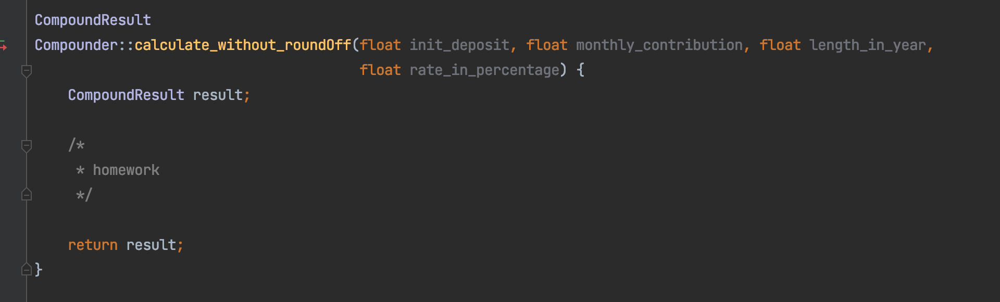 CompoundResult
Compounder::calculate_without_roundOff(float init_deposit, float monthly_contribution, float length_in_year,
float rate_in_percentage) {
CompoundResult result;
/*
* homework
*/
return result;
}